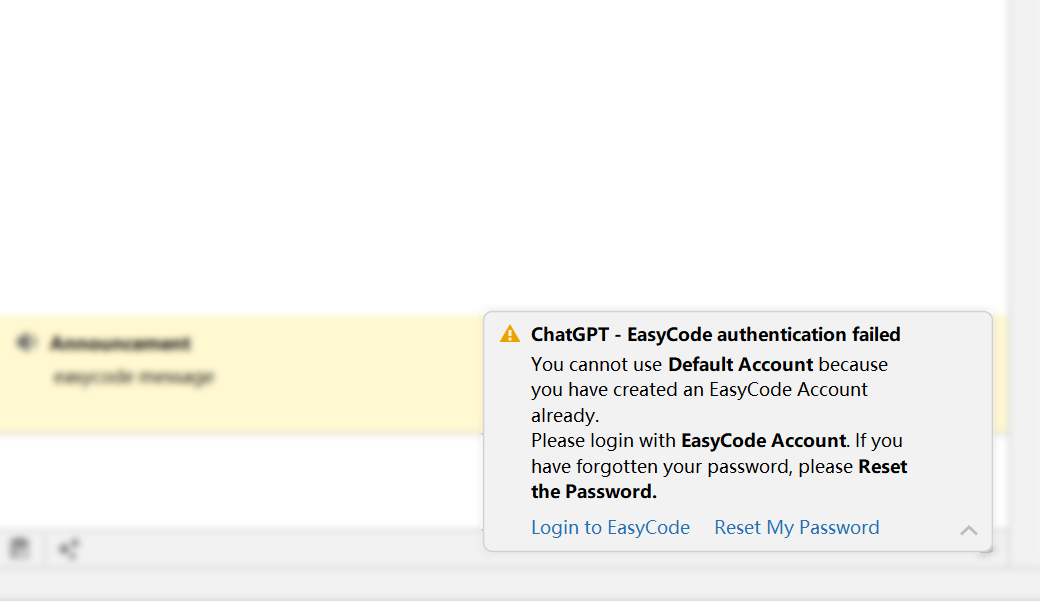 Announcement
easycode message
ChatGPT - EasyCode authentication failed
You cannot use Default Account because
you have created an EasyCode Account
already.
Please login with EasyCode Account. If you
have forgotten your password, please Reset
the Password.
Login to EasyCode Reset My Password